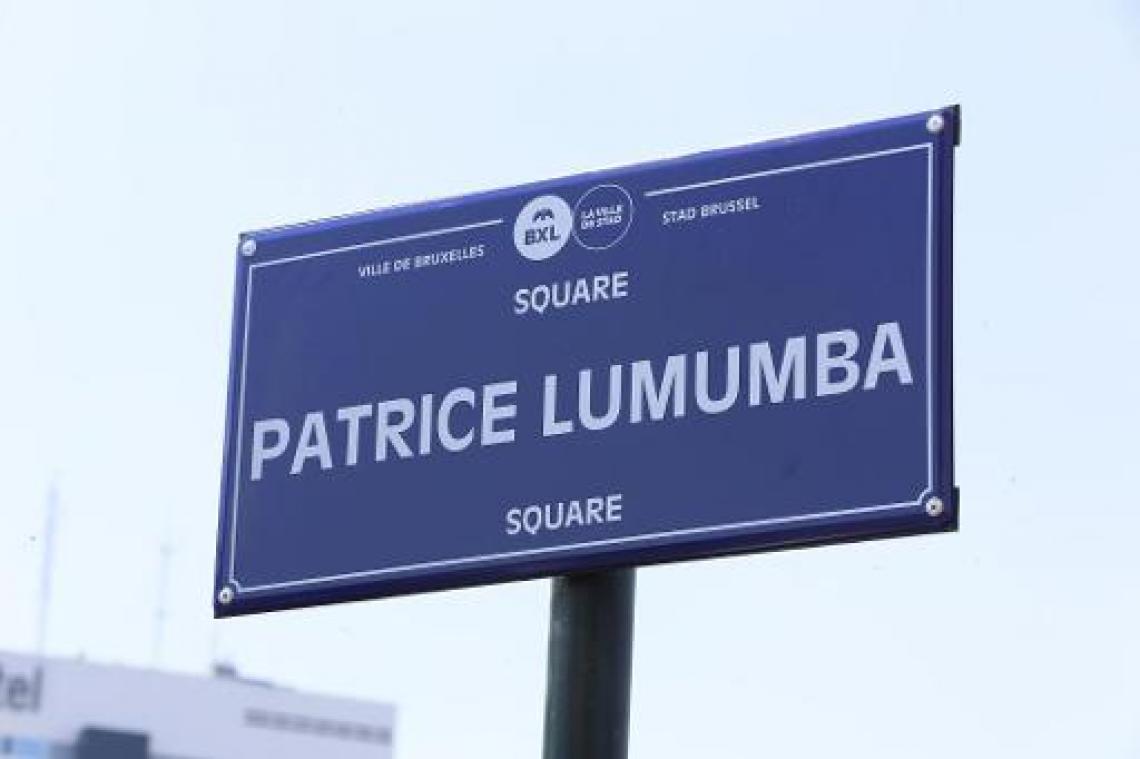 VILLE DE BRUXELLES
BXL
LA VILLE
DE STAD
STAD BRUSSEL
SQUARE
PATRICE LUMUMBA
SQUARE